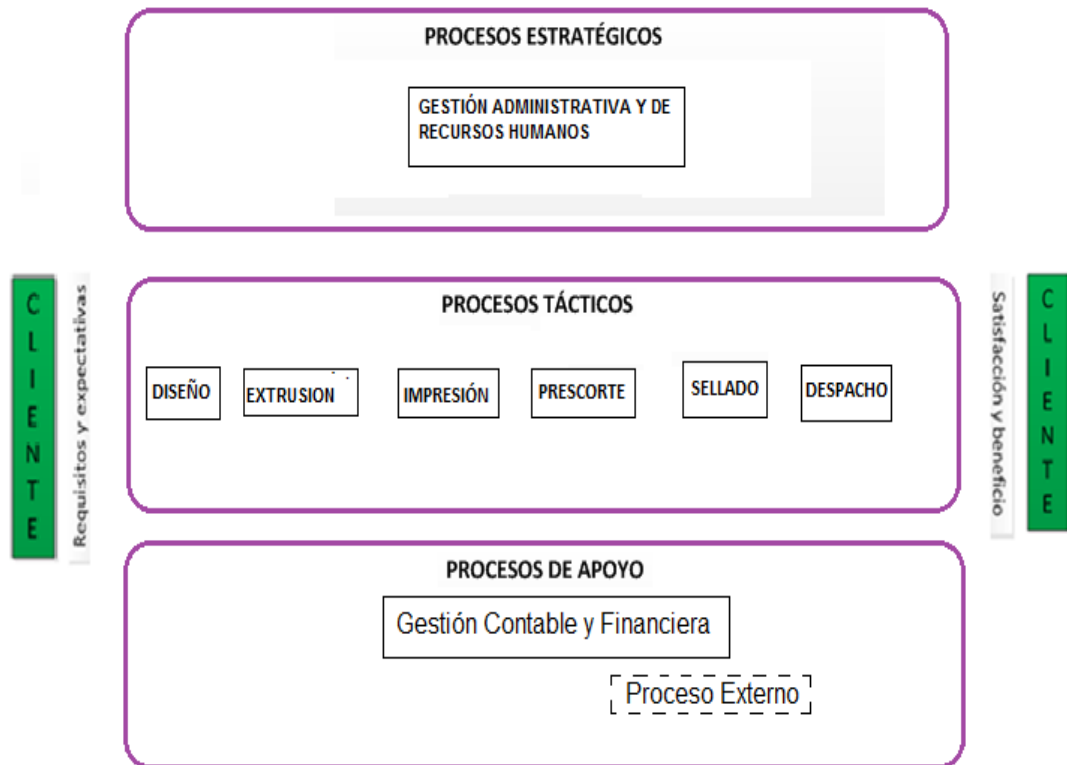 PROCESOS ESTRATÉGICOS
GESTIÓN ADMINISTRATIVA Y DE
RECURSOS HUMANOS
CLIENTE
Requisitos y expectativas
PROCESOS TÁCTICOS
DISEÑO
EXTRUSION
IMPRESIÓN
PRESCORTE
SELLADO
DESPACHO
Satisfacción y beneficio
CLIENTE
PROCESOS DE APOYO
Gestión Contable y Financiera
Proceso Externo